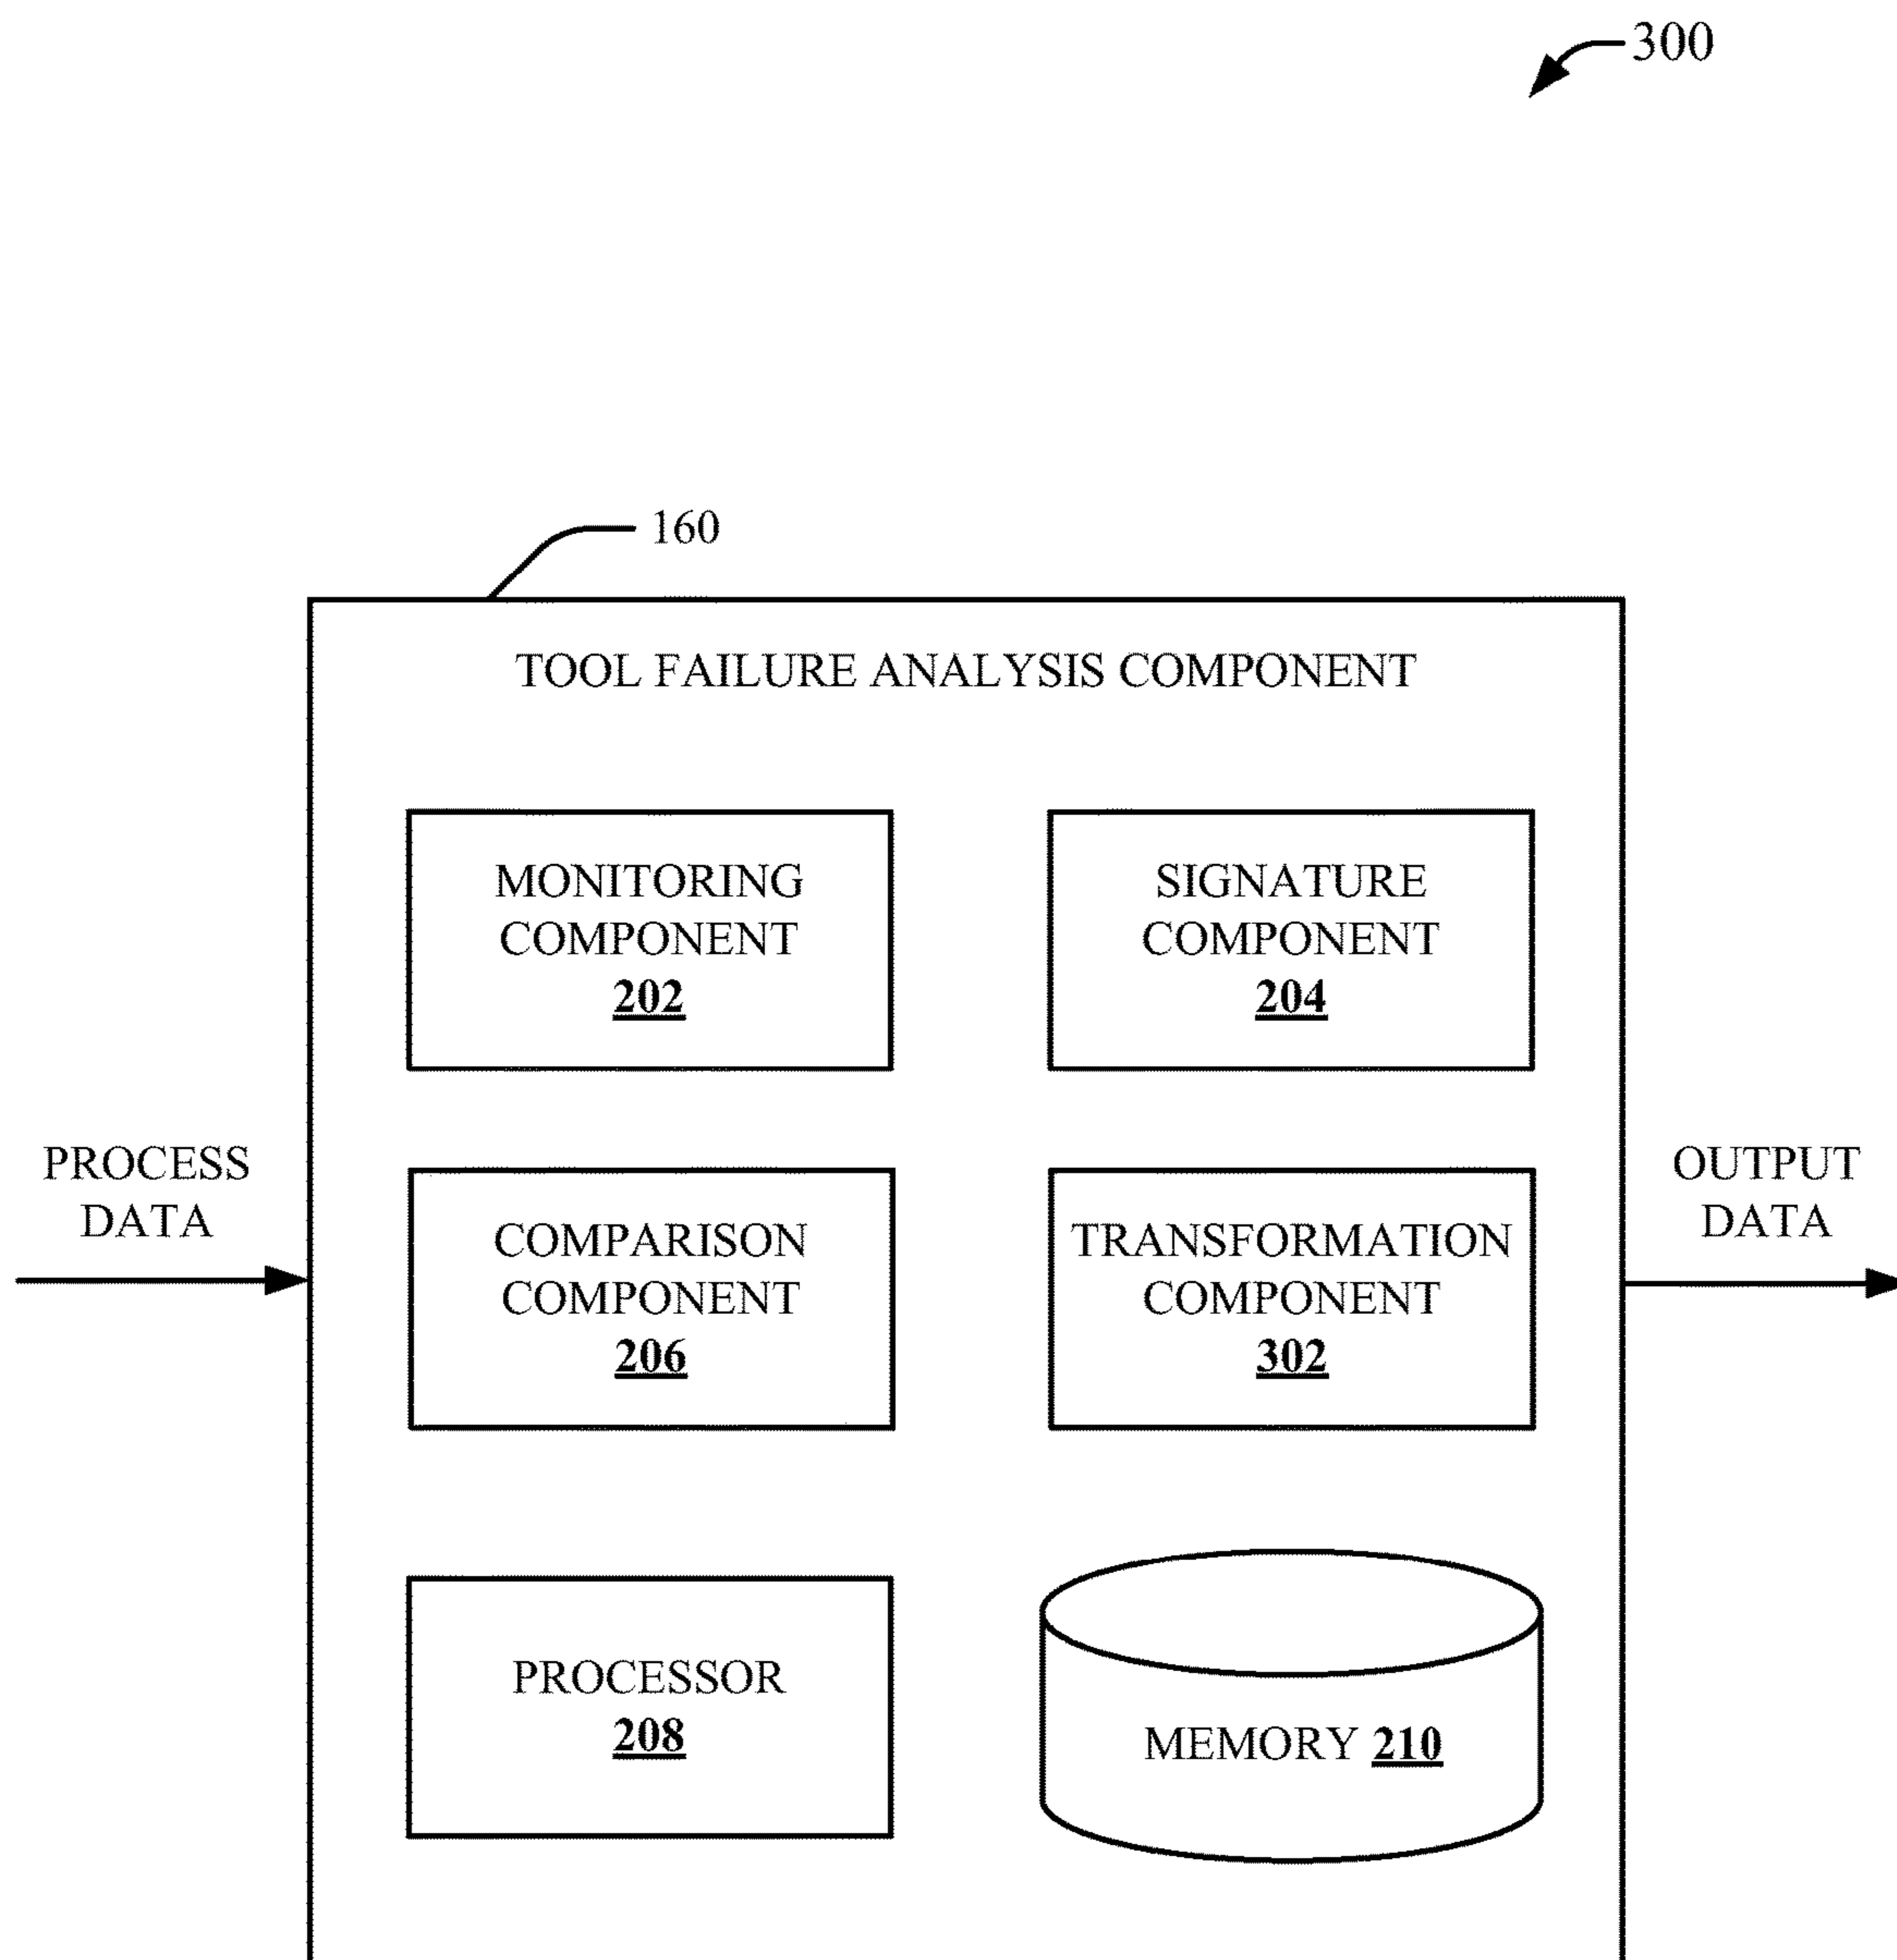 300
160
TOOL FAILURE ANALYSIS COMPONENT
MONITORING
COMPONENT
202
SIGNATURE
COMPONENT
204
PROCESS
DATA
COMPARISON
COMPONENT
206
TRANSFORMATION
COMPONENT
302
OUTPUT
DATA
PROCESSOR
208
MEMORY 210